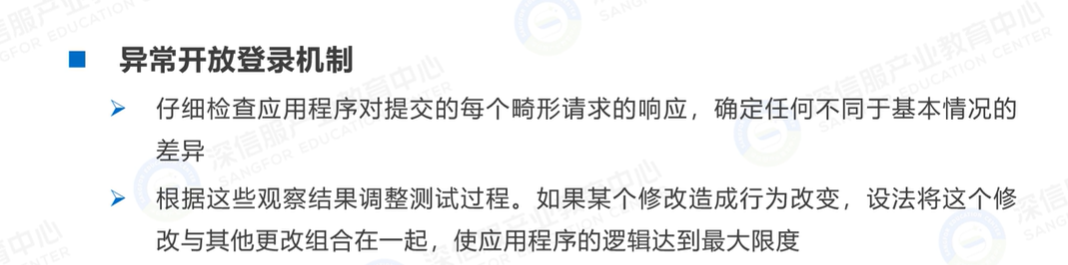 异常开放登录机制
仔细检查应用程序对提交的每个畸形请求的响应，确定任何不同于基本情况的
差异
根据这些观察结果调整测试过程。如果某个修改造成行为改变，设法将这个修
改与其他更改组合在一起，使应用程序的逻辑达到最大限度
深信服产业教育中心
SANGFOR EDUCATION CENTER